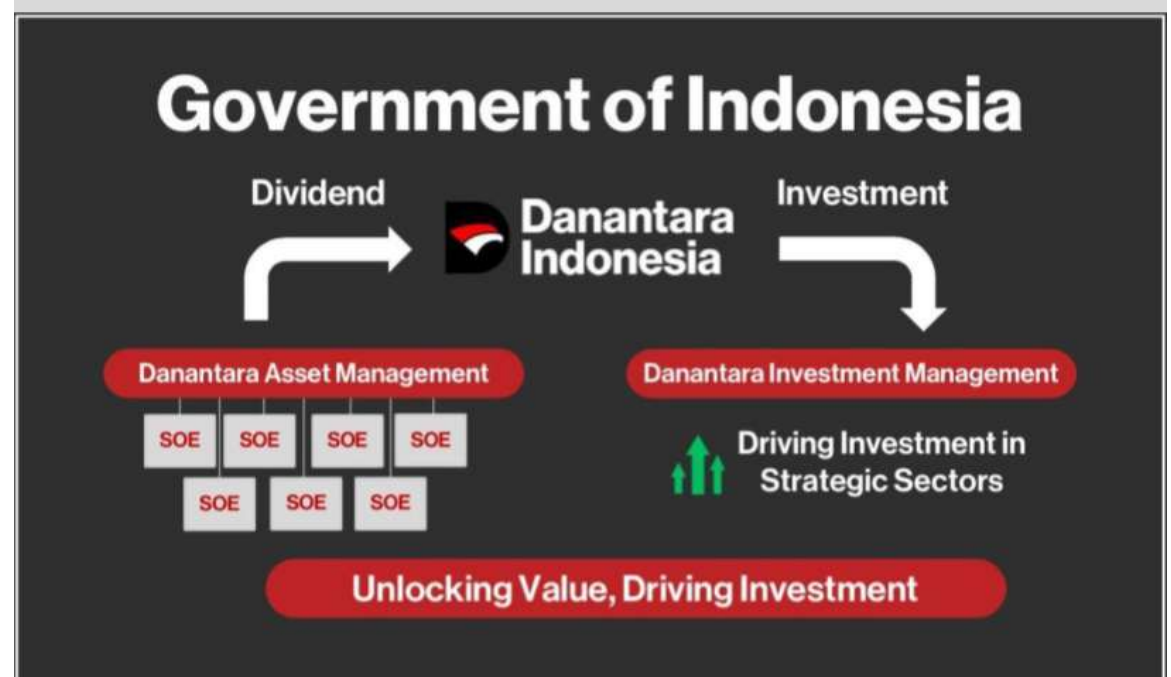 Government of Indonesia
Dividend
Danantara
Indonesia
Investment
Danantara Asset Management
SOE SOE SOE SOE
SOE SOE SOE
Danantara Investment Management
Driving Investment in
Strategic Sectors
Unlocking Value, Driving Investment